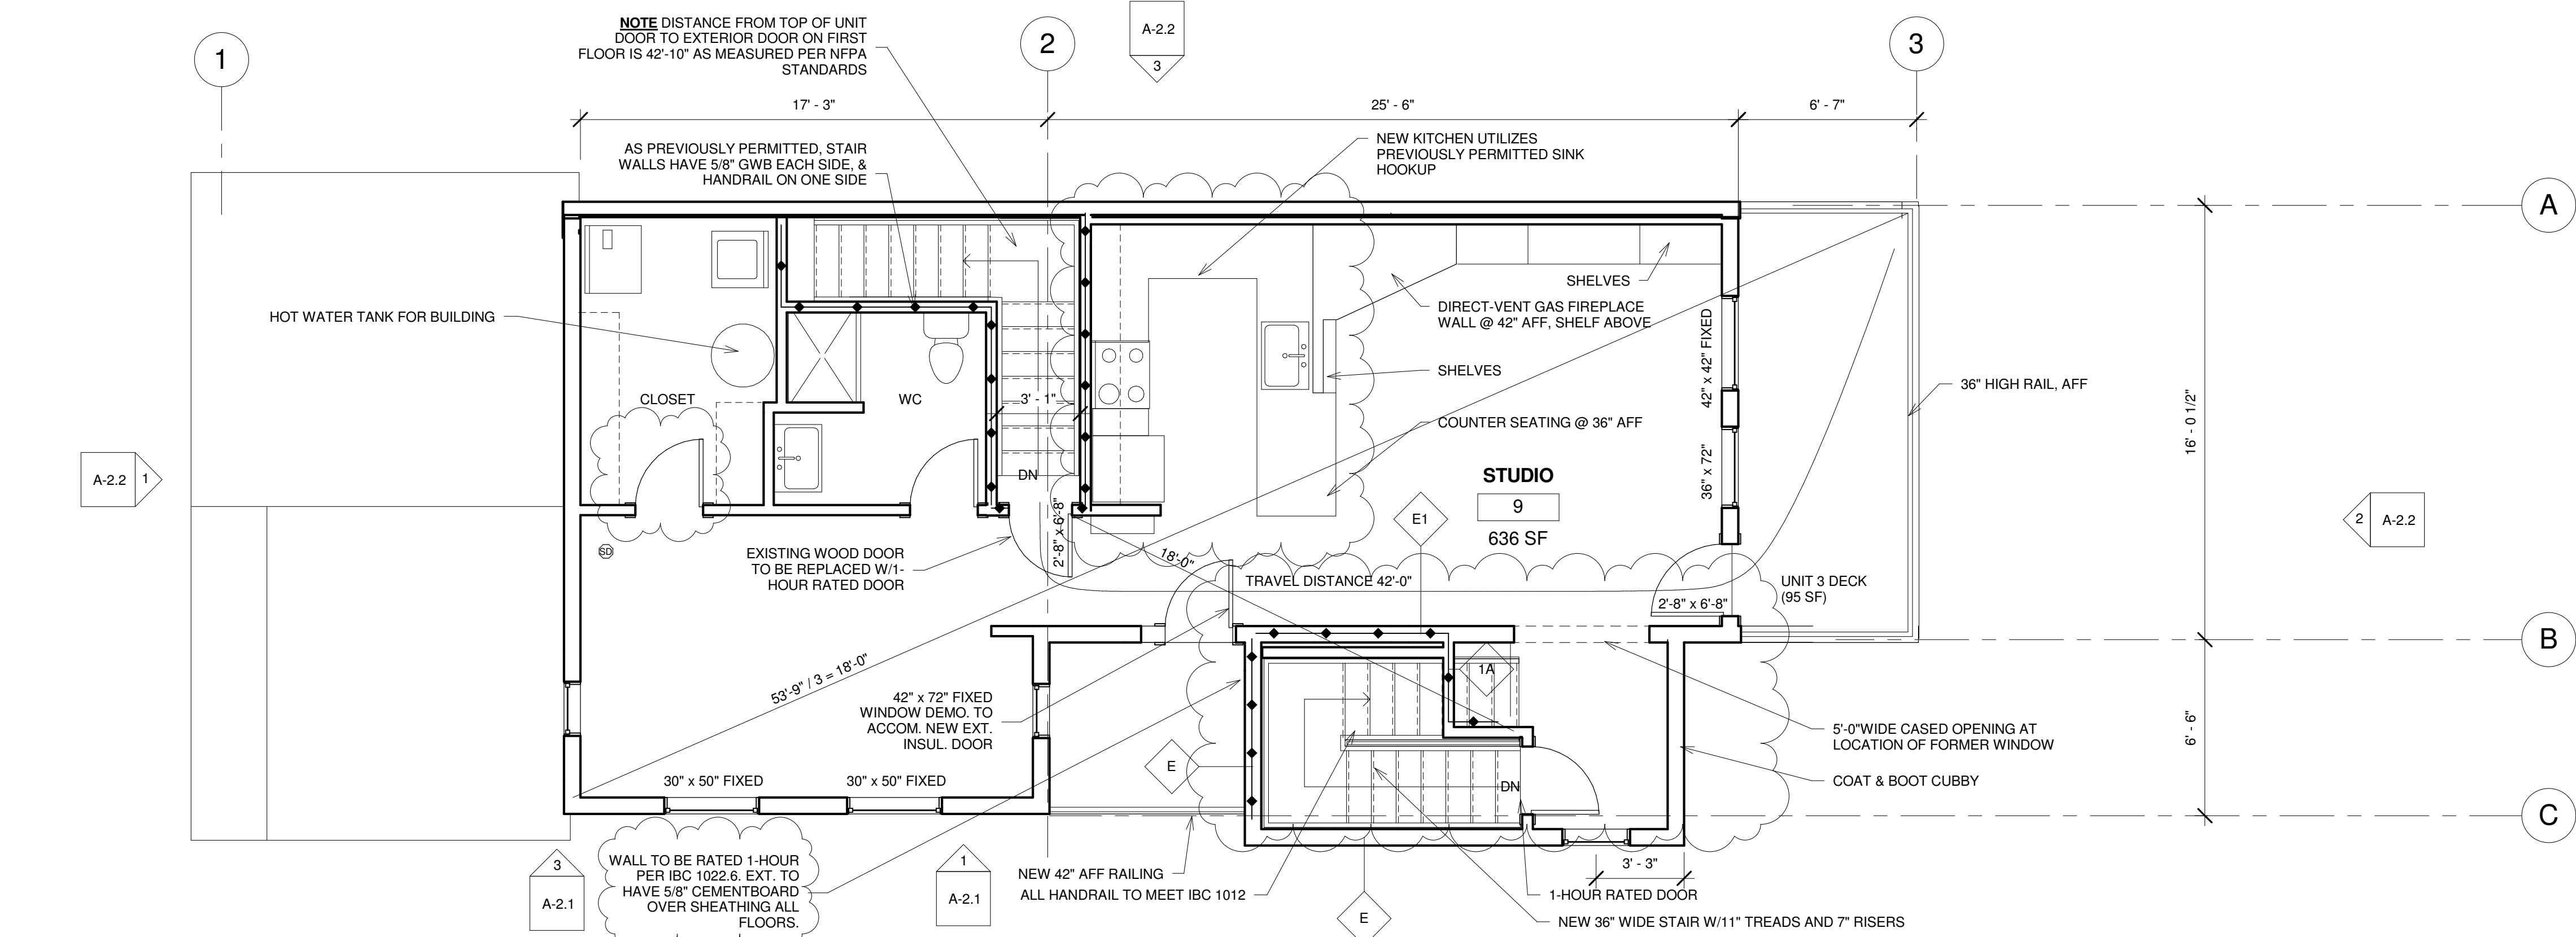 NOTE DISTANCE FROM TOP OF UNIT
DOOR TO EXTERIOR DOOR ON FIRST
FLOOR IS 42'-10" AS MEASURED PER NFPA
STANDARDS
1
2
A-2.2
3
3
17' - 3"
25' - 6"
6' - 7"
AS PREVIOUSLY PERMITTED, STAIR
WALLS HAVE 5/8" GWB EACH SIDE, &
HANDRAIL ON ONE SIDE
NEW KITCHEN UTILIZES
PREVIOUSLY PERMITTED SINK
HOOKUP
A
SHELVES
HOT WATER TANK FOR BUILDING
DIRECT-VENT GAS FIREPLACE
WALL @ 42" AFF, SHELF ABOVE
42" x 42" FIXED
SHELVES
36" HIGH RAIL, AFF
CLOSET
WC
3' - 1"
16' - 0 1/2"
COUNTER SEATING @ 36" AFF
36" x 72"
A-2.2
1
DN
STUDIO
9
636 SF
E1
2
A-2.2
2'-8" x 6'-8"
SD
EXISTING WOOD DOOR
TO BE REPLACED W/1-
HOUR RATED DOOR
18'-0"
TRAVEL DISTANCE 42'-0"
UNIT 3 DECK
(95 SF)
2'-8" x 6'-8"
B
53'-9" / 3 = 18'-0"
1A
42" x 72" FIXED
WINDOW DEMO. TO
ACCOM. NEW EXT.
INSUL. DOOR
5'-0"WIDE CASED OPENING AT
LOCATION OF FORMER WINDOW
6' - 6"
E
COAT & BOOT CUBBY
30" x 50" FIXED
30" x 50" FIXED
DN
C
WALL TO BE RATED 1-HOUR
PER IBC 1022.6. EXT. TO
HAVE 5/8" CEMENTBOARD
OVER SHEATHING ALL
FLOORS.
3
A-2.1
1
A-2.1
NEW 42" AFF RAILING
ALL HANDRAIL TO MEET IBC 1012
3' - 3"
1-HOUR RATED DOOR
E
NEW 36" WIDE STAIR W/11" TREADS AND 7" RISERS